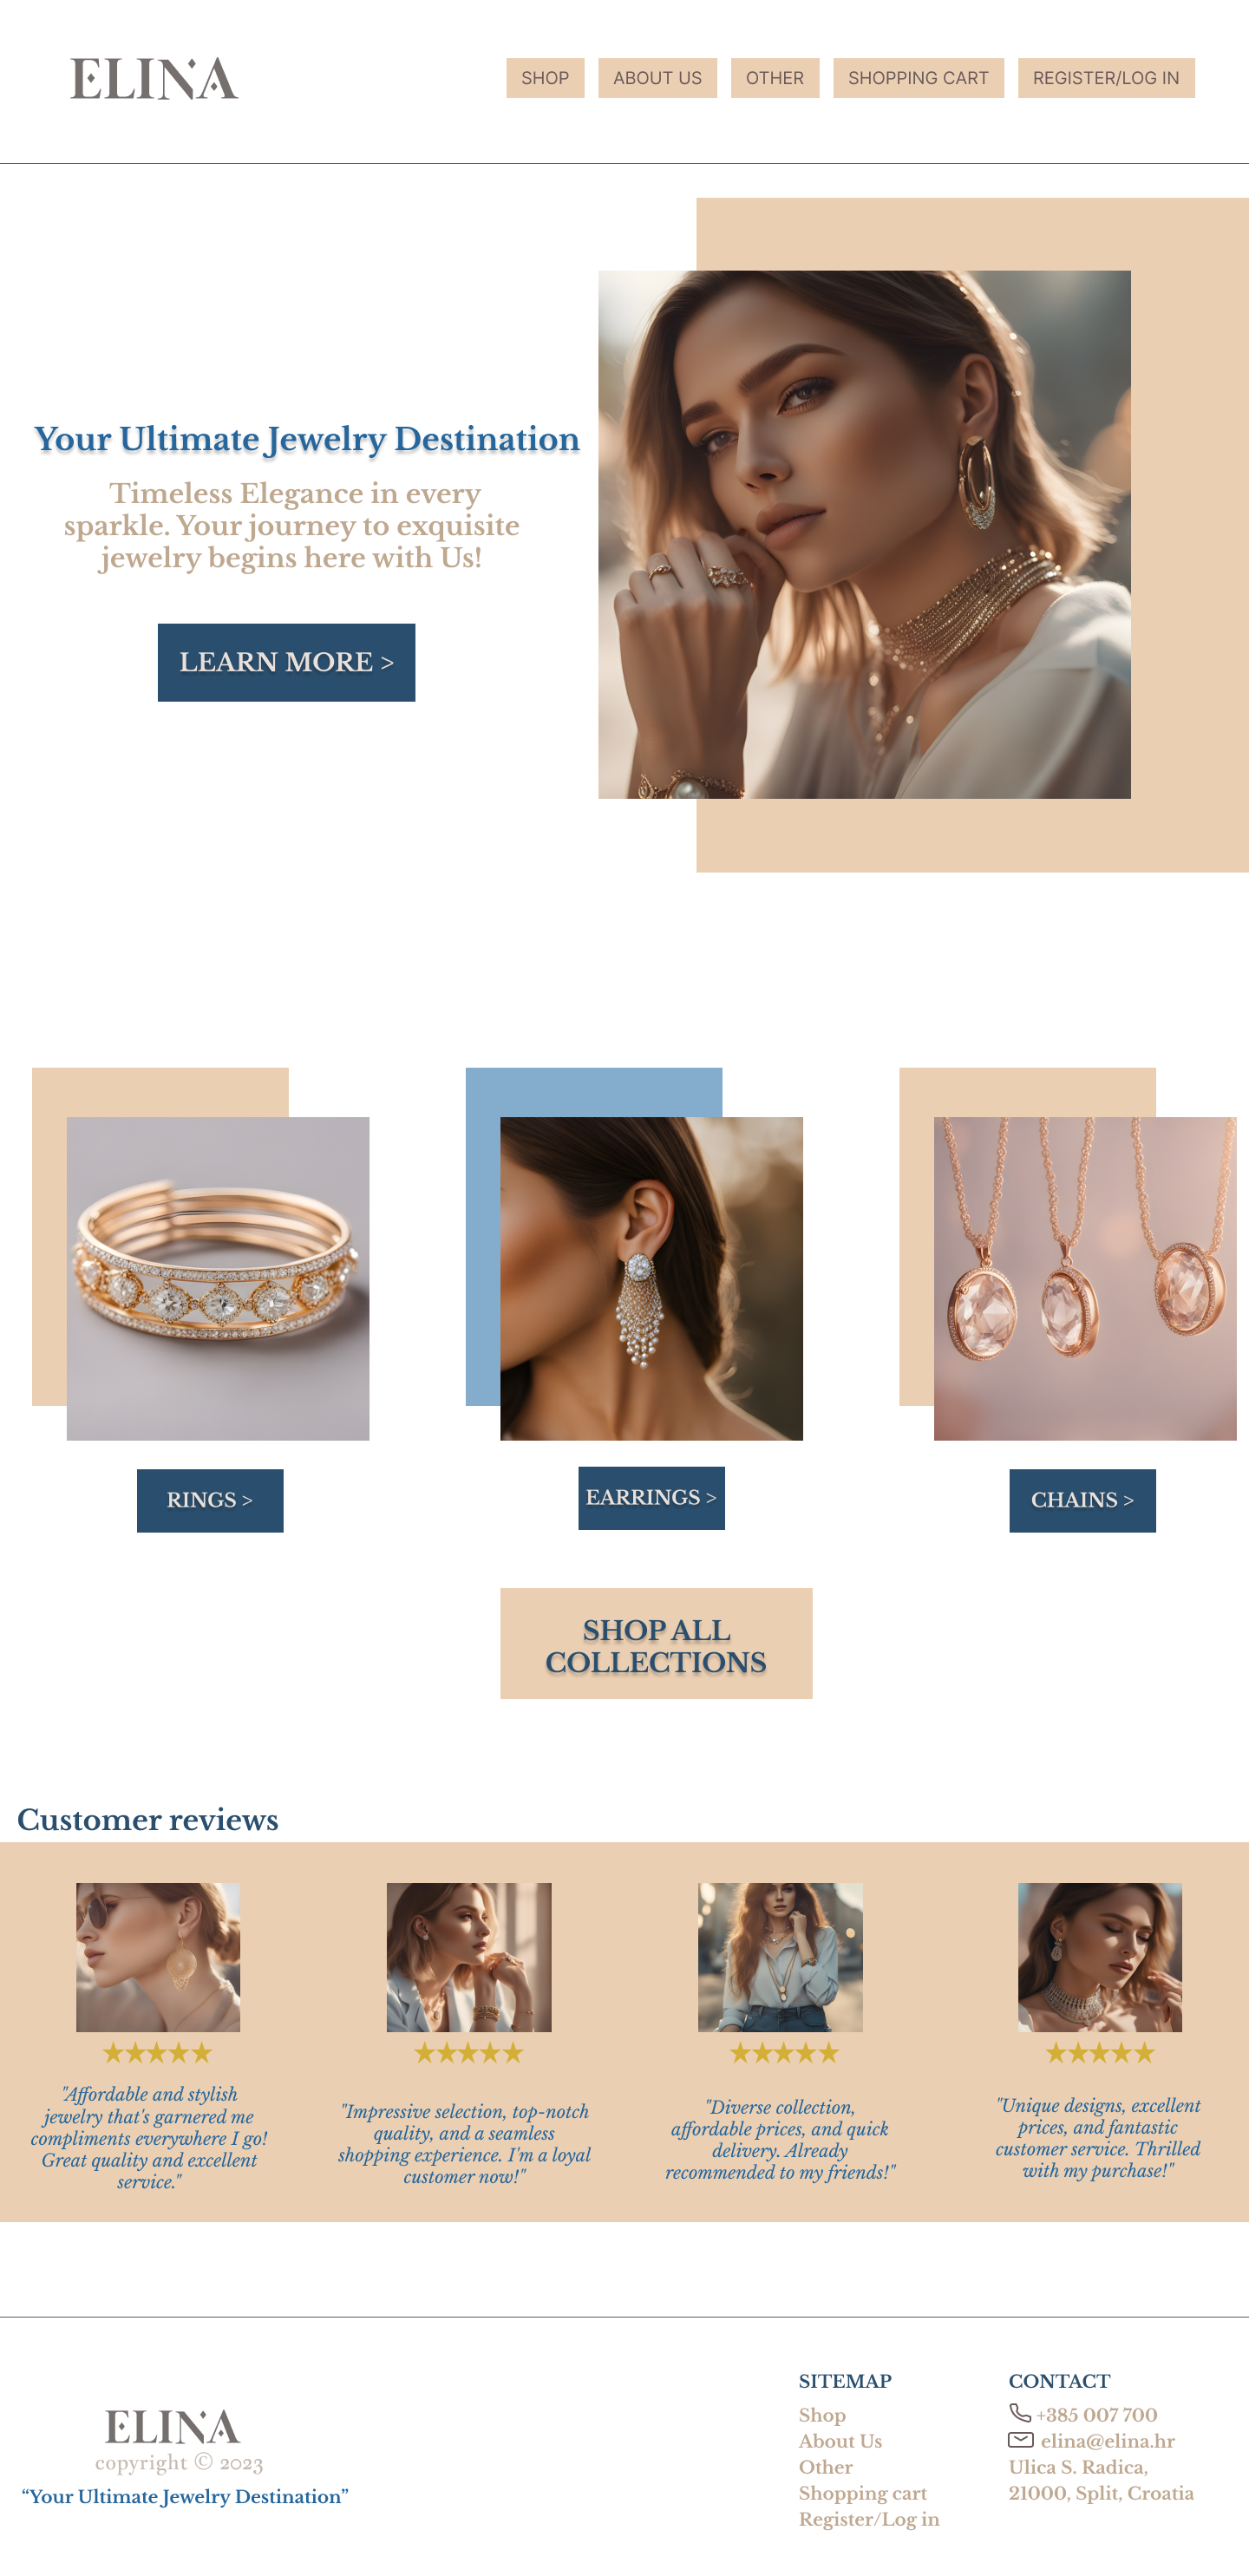 ELINA
SHOP
ABOUT US
OTHER
SHOPPING CART
REGISTER/LOG IN
Your Ultimate Jewelry Destination
Timeless Elegance in every
sparkle. Your journey to exquisite
jewelry begins here with Us!
LEARN MORE >
RINGS >
EARRINGS >
CHAINS >
SHOP ALL
COLLECTIONS
Customer reviews
"Affordable and stylish
jewelry that's garnered me
compliments everywhere I go!
Great quality and excellent
service."
"Impressive selection, top-notch
quality, and a seamless
shopping experience. I'm a loyal
customer now!"
"Diverse collection,
affordable prices, and quick
delivery. Already
recommended to my friends!"
"Unique designs, excellent
prices, and fantastic
customer service. Thrilled
with my purchase!"
ELINA
copyright © 2023
“Your Ultimate Jewelry Destination”
SITEMAP
Shop
About Us
Other
Shopping cart
Register/Log in
CONTACT
+385 007 700
elina@elina.hr
Ulica S. Radica,
21000, Split, Croatia